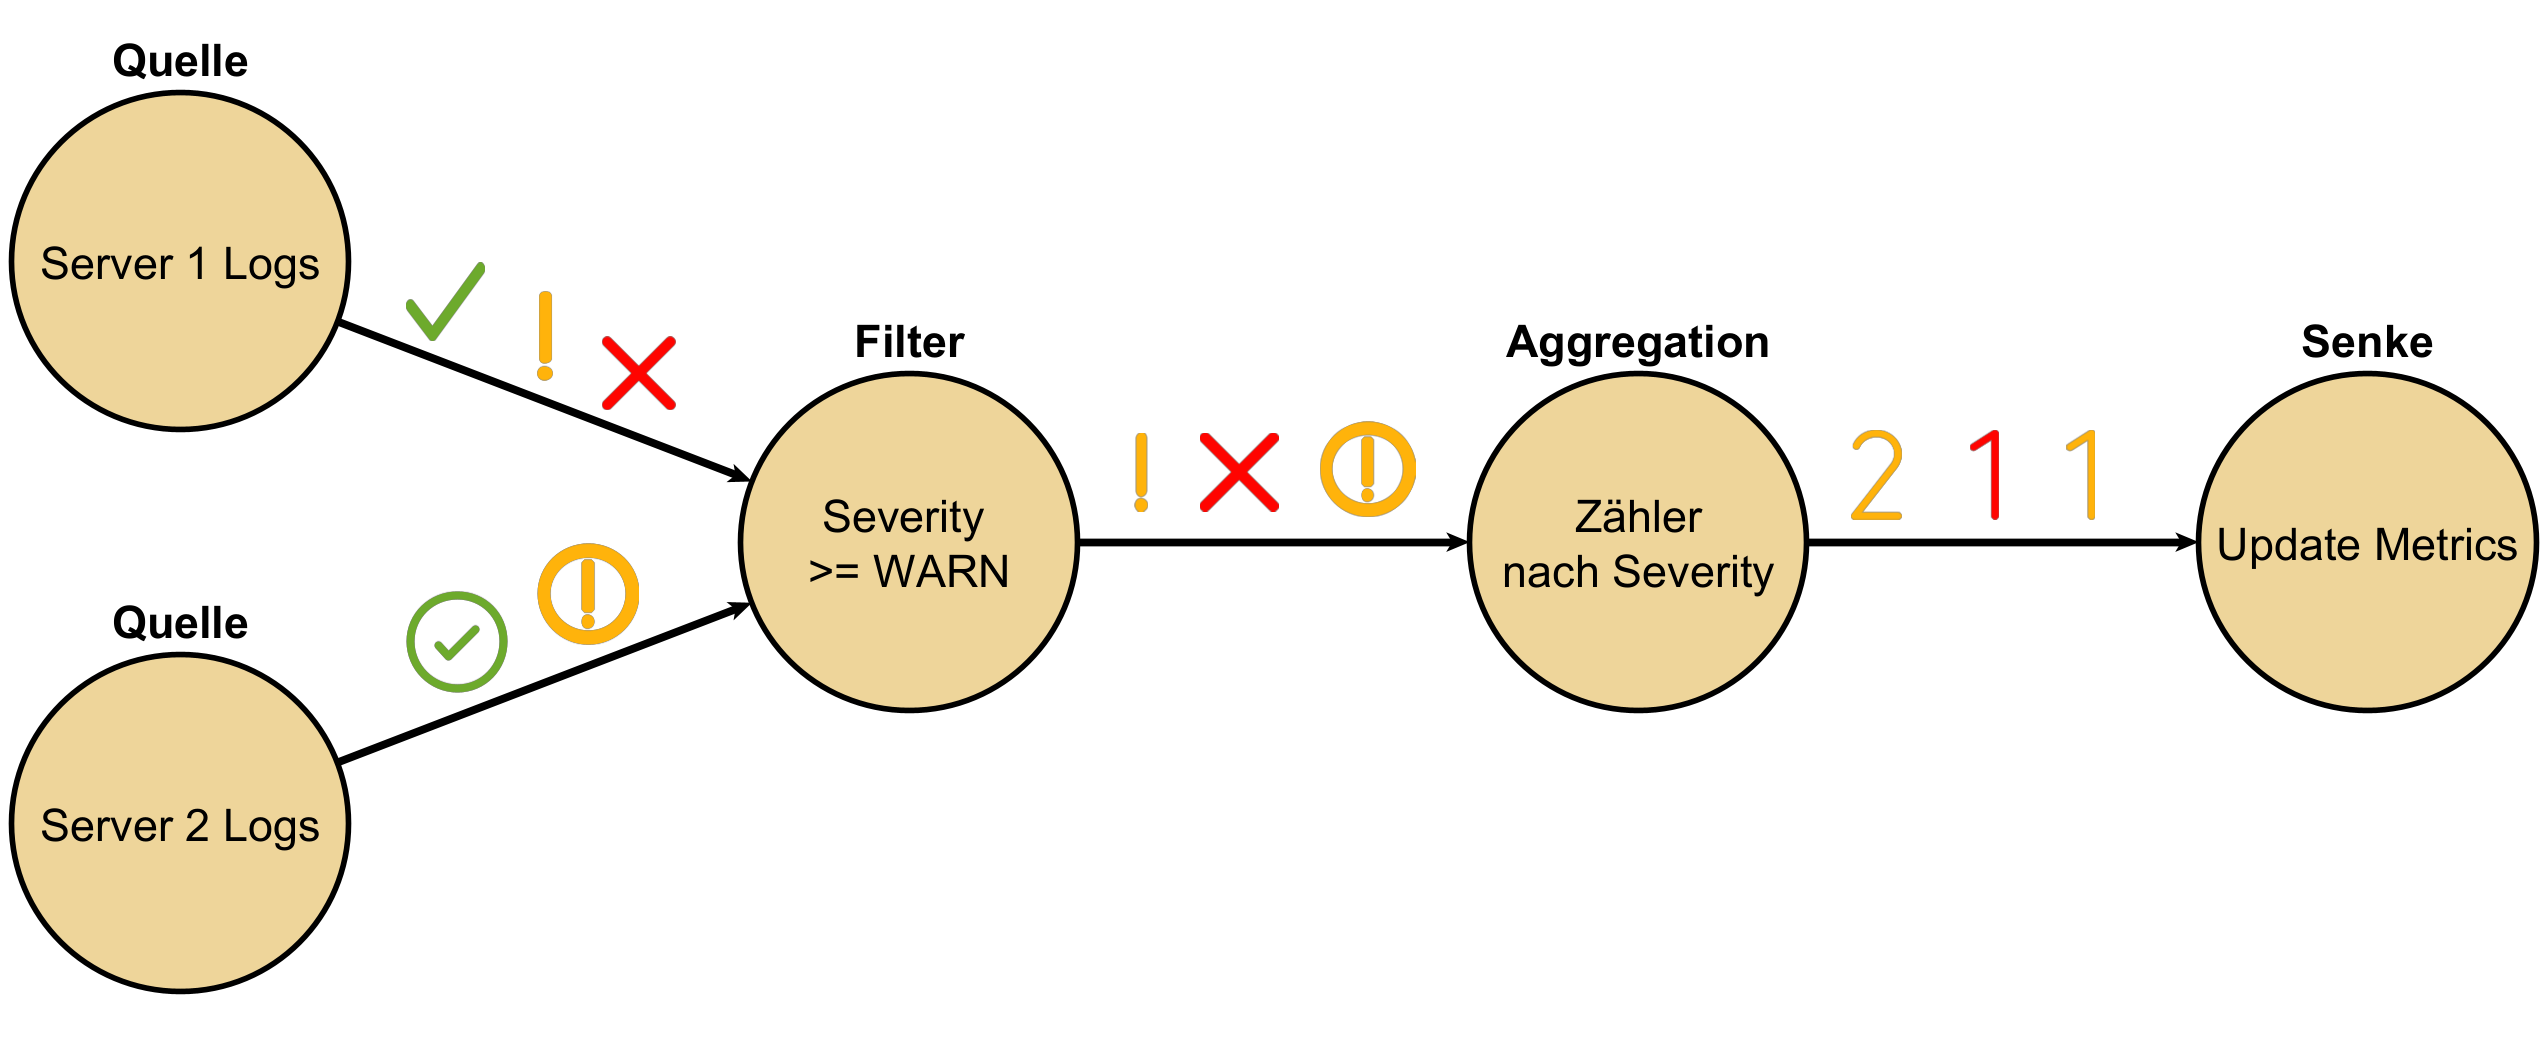 Quelle
Server 1 Logs
Quelle
Server 2 Logs
Filter
Severity
>= WARN
Aggregation
Zähler
nach Severity
2 1 1
Senke
Update Metrics